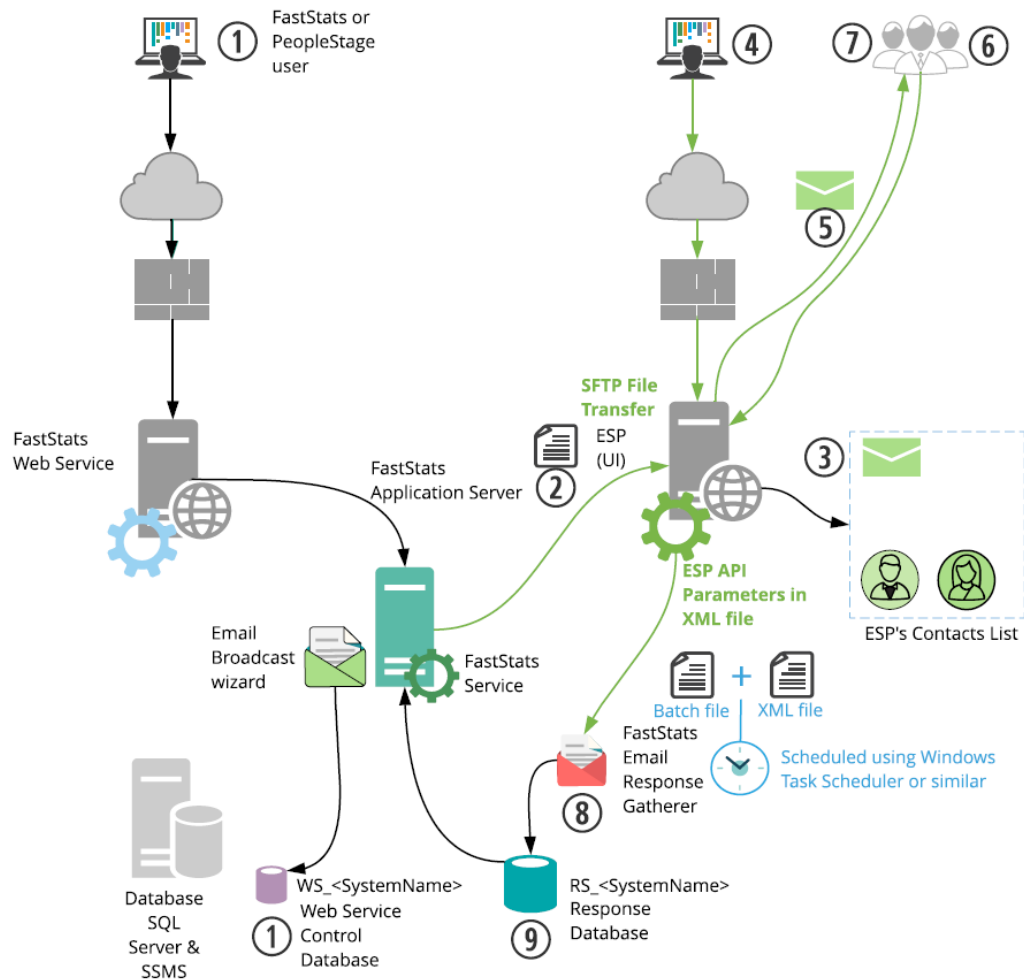 1
FastStats or
PeopleStage
user
4
7
6
5
SFTP File
Transfer
ESP
(UI)
2
3
FastStats
Web Service
FastStats
Application Server
ESP API
Parameters in
XML file
ESP's Contacts List
Email
Broadcast
wizard
FastStats
Service
Batch file
+
XML file
FastStats
Email
Response
Gatherer
8
Scheduled using Windows
Task Scheduler or similar
Database
SQL
Server &
SSMS
WS_<SystemName>
Web Service
Control
Database
1
RS_<SystemName>
Response
Database
9